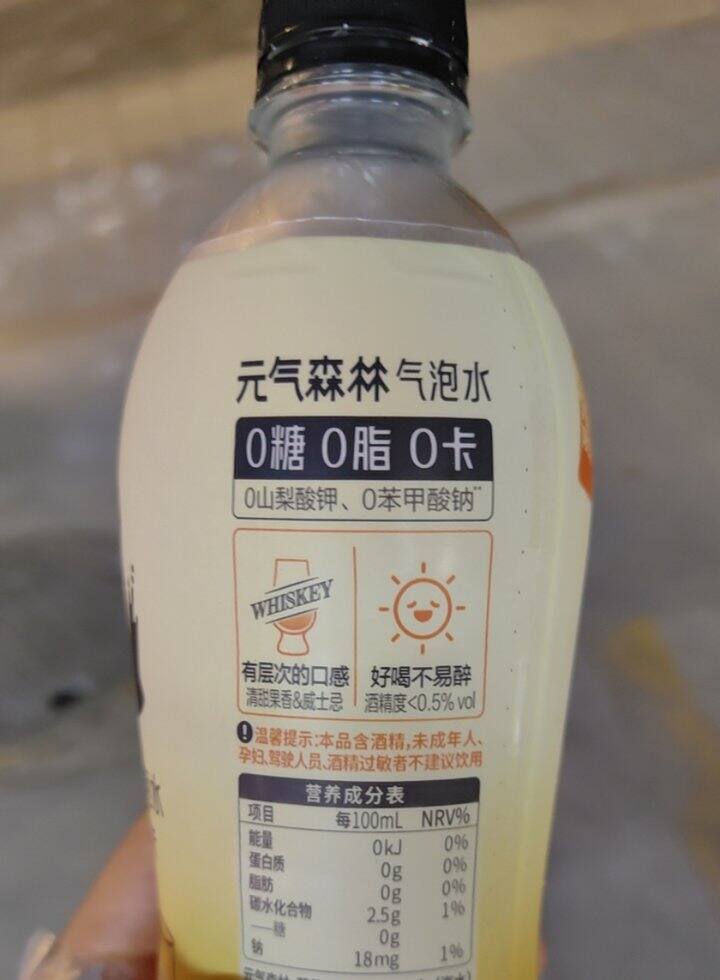 元气森林 气泡水
0糖 0脂 0卡
0山梨酸钾、0苯甲酸钠
WHISKEY
有层次的口感
清甜果香&威士忌
好喝不易醉
酒精度<0.5% vol
温馨提示:本品含酒精,未成年人、
孕妇、驾驶人员、酒精过敏者不建议饮用
营养成分表
项目 每100mL NRV%
能量 0kJ 0%
蛋白质 0g 0%
脂肪 0g 0%
碳水化合物 2.5g 1%
——糖 0g
钠 18mg 1%